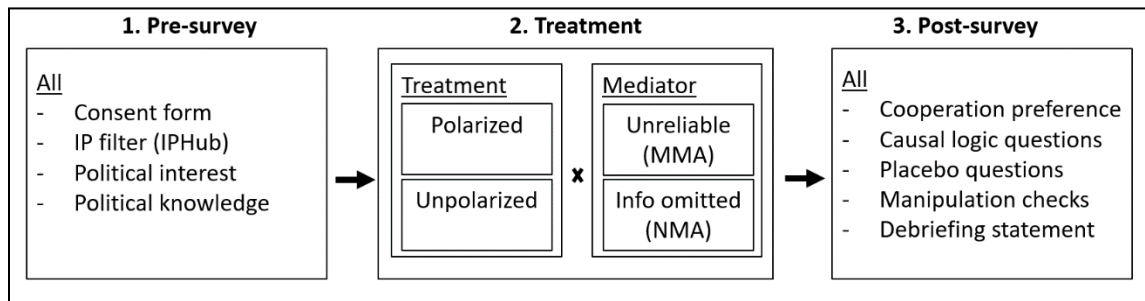 1. Pre-survey
All
- Consent form
- IP filter (IPHub)
- Political interest
- Political knowledge
2. Treatment
Treatment
Polarized
Unpolarized
x
Mediator
Unreliable
(MMA)
Info omitted
(NMA)
3. Post-survey
All
- Cooperation preference
- Causal logic questions
- Placebo questions
- Manipulation checks
- Debriefing statement